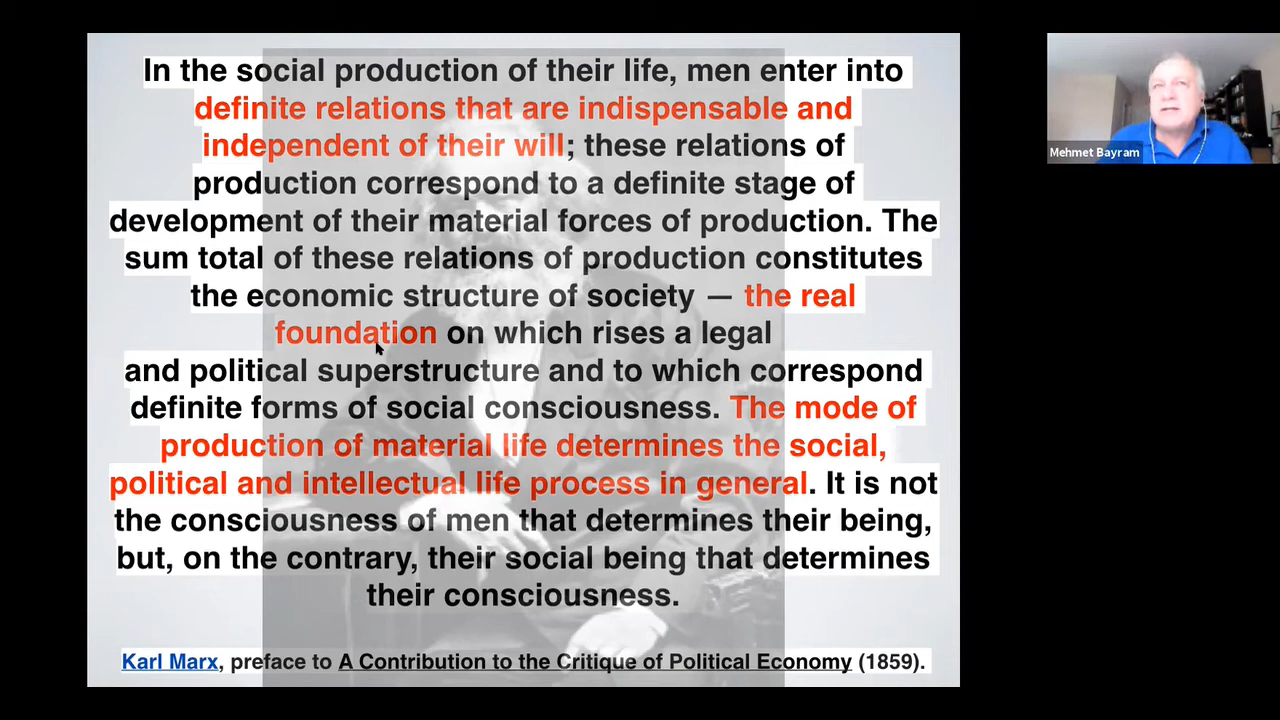 In the social production of their life, men enter into
definite relations that are indispensable and
independent of their will; these relations of
production correspond to a definite stage of
development of their material forces of production. The
sum total of these relations of production constitutes
the economic structure of society — the real
foundation on which rises a legal
and political superstructure and to which correspond
definite forms of social consciousness. The mode of
production of material life determines the social,
political and intellectual life process in general. It is not
the consciousness of men that determines their being,
but, on the contrary, their social being that determines
their consciousness.
Karl Marx, preface to A Contribution to the Critique of Political Economy (1859).
Mehmet Bayram